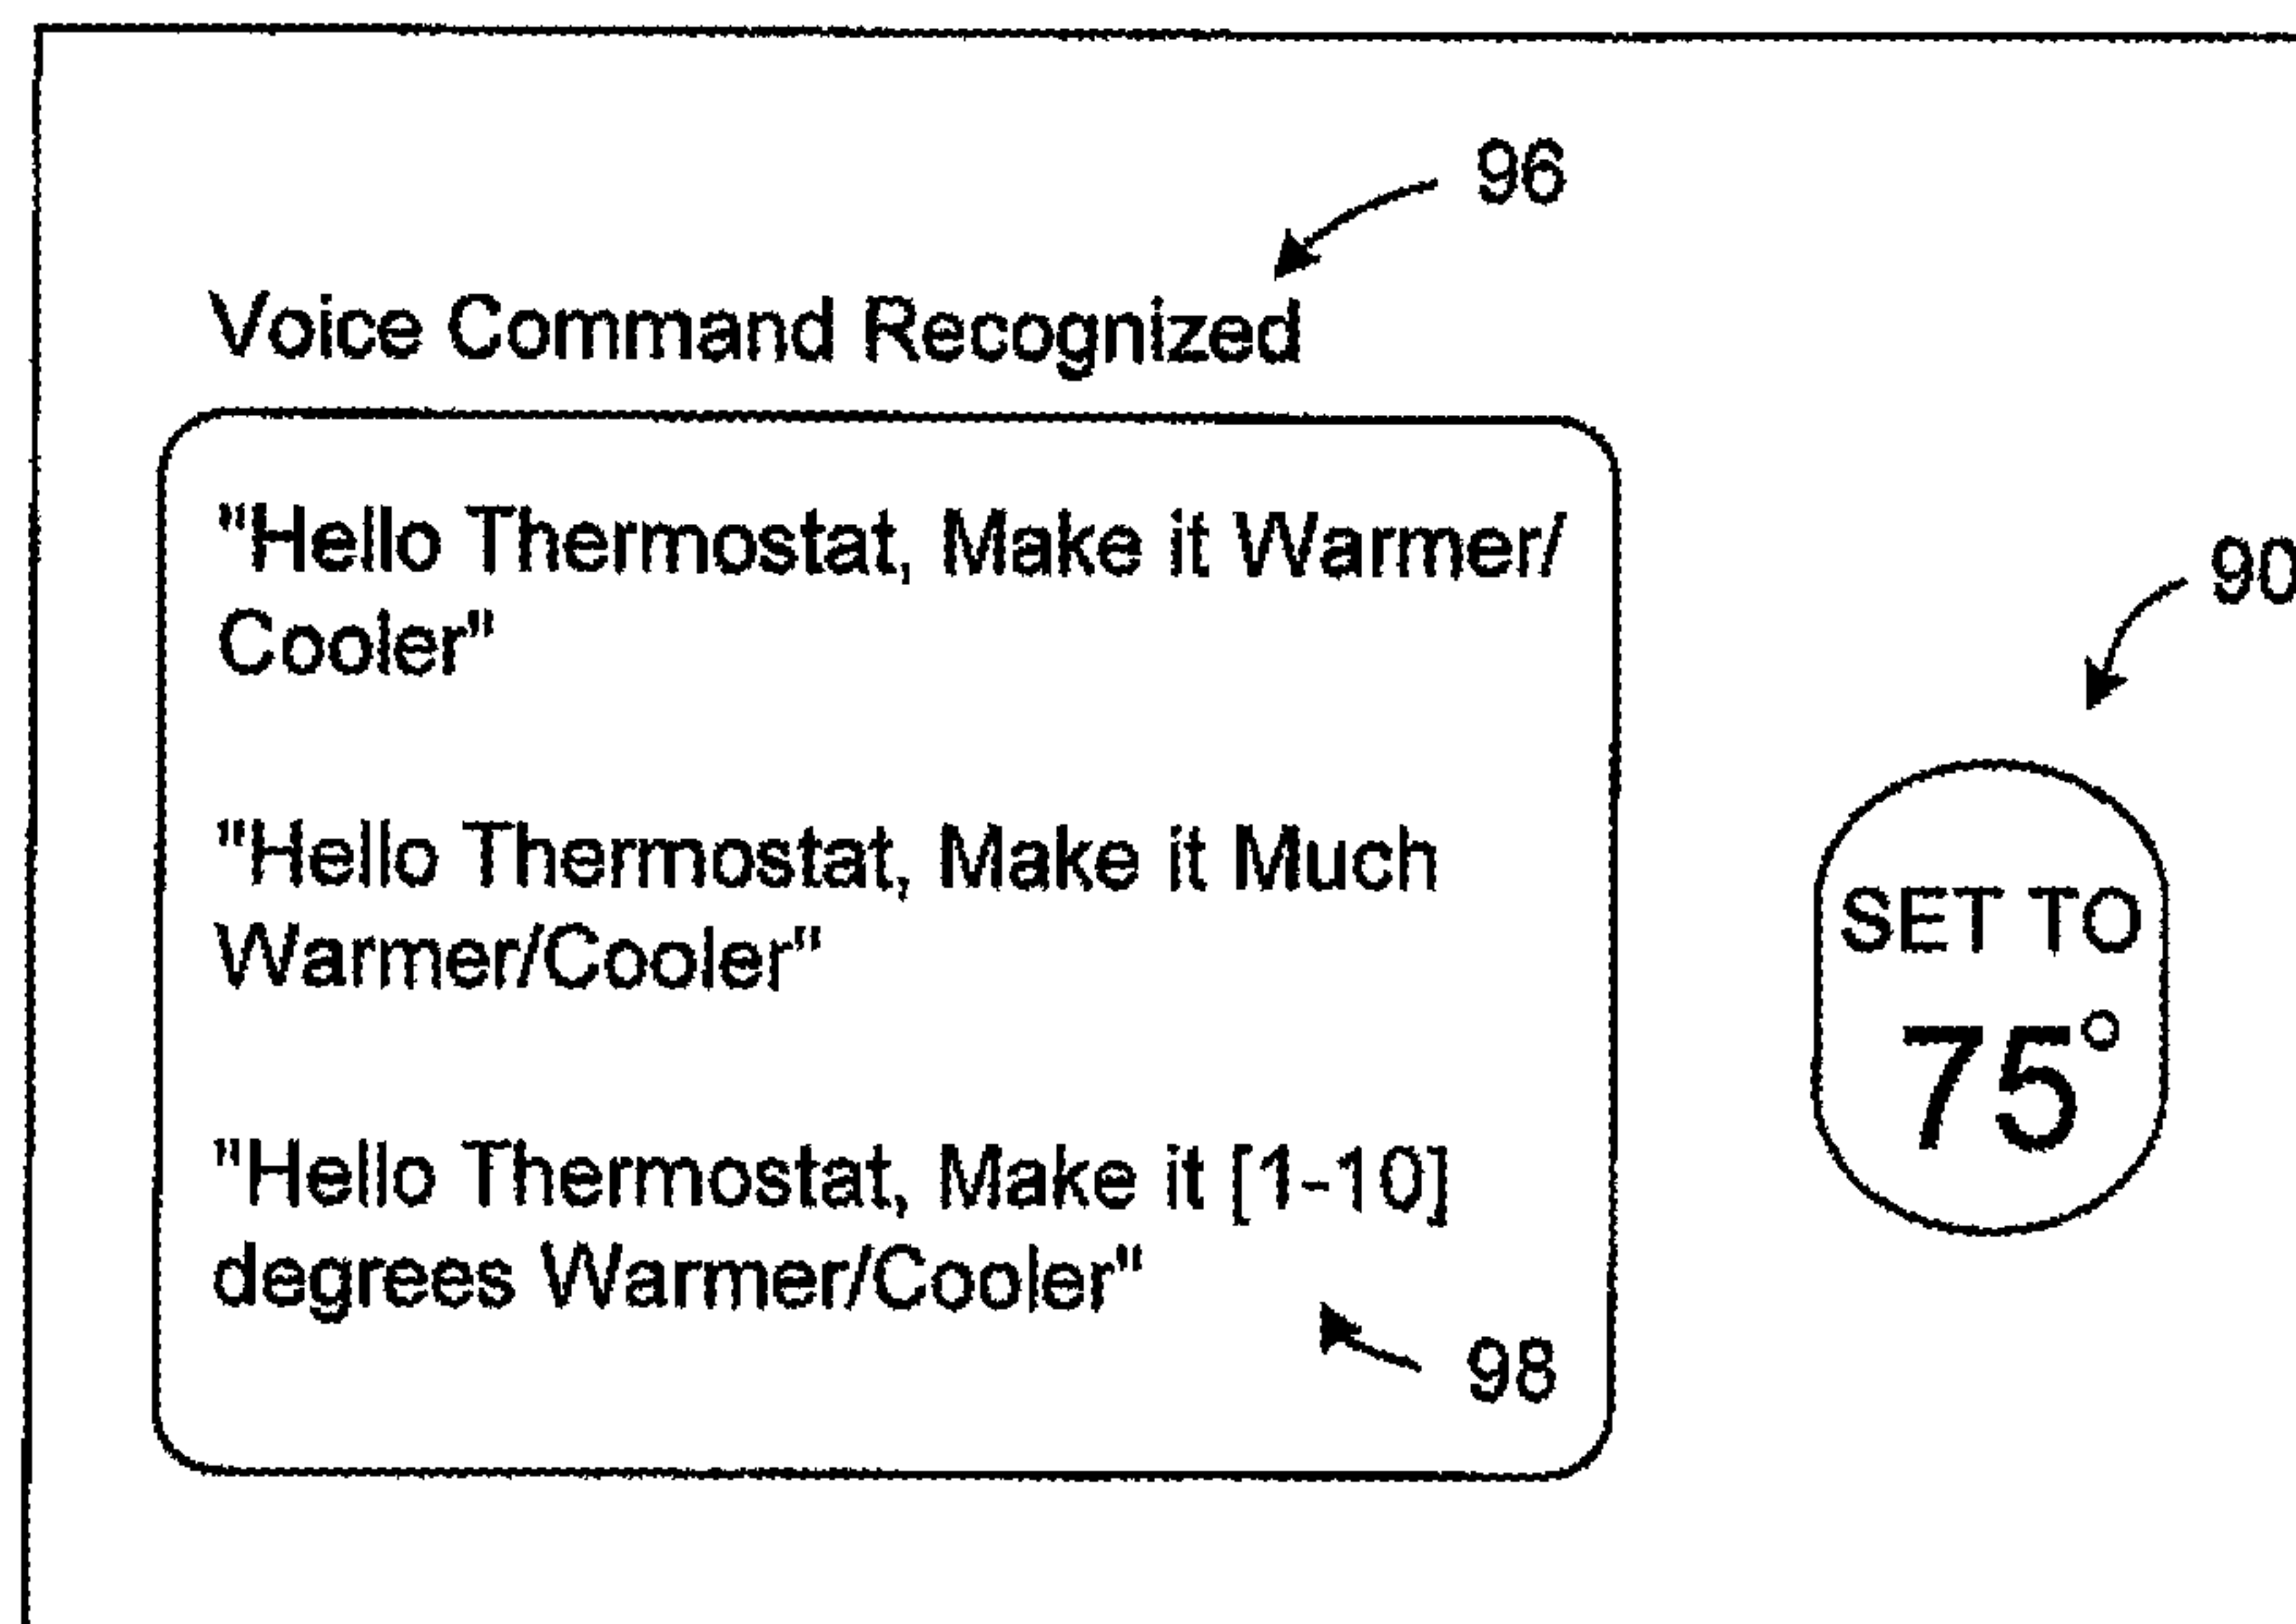 96
Voice Command Recognized
"Hello Thermostat, Make it Warmer/
Cooler"
90
"Hello Thermostat, Make it Much
Warmer/Cooler"
SET TO
75°
"Hello Thermostat, Make it [1-10]
degrees Warmer/Cooler"
98